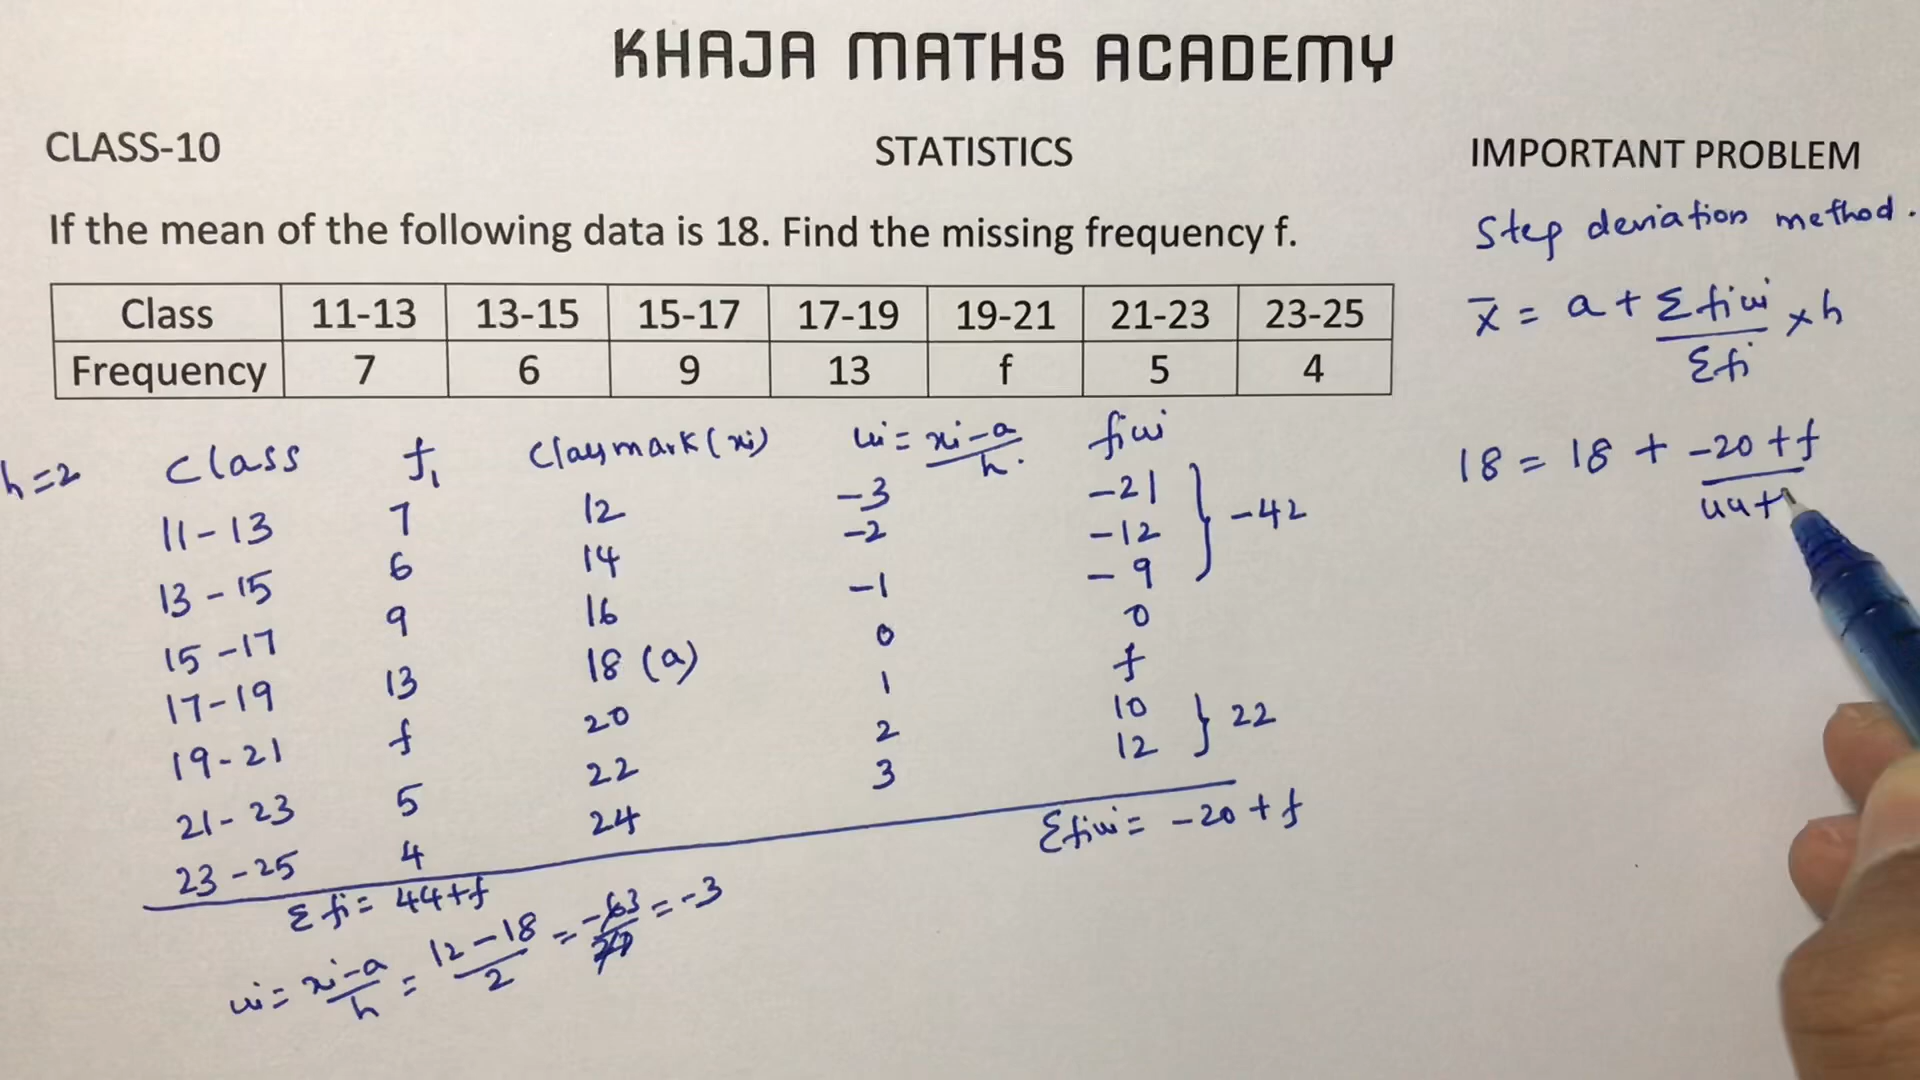 KHAJA MATHS ACADEMY
CLASS-10 STATISTICS IMPORTANT PROBLEM
If the mean of the following data is 18. Find the missing frequency f.
Class 11-13 13-15 15-17 17-19 19-21 21-23 23-25
Frequency 7 6 9 13 f 5 4
Step deviation method.
x̄ = a + Σfiui/Σfi × h
18 = 18 + -20+f/44+
h=2
class f₁ Classmark(xi) ui = xi-a/h. fiui
11-13 7 12 -3 -21
13-15 6 14 -2 -12 } -42
15-17 9 16 -1 -9
17-19 13 18 (a) 0 0
19-21 f 20 1 f
21-23 5 22 2 10
23-25 4 24 3 12 } 22
Σfi = 44+f Σfiui = -20+f
ui = xi-a/h = 12-18/2 = = -3